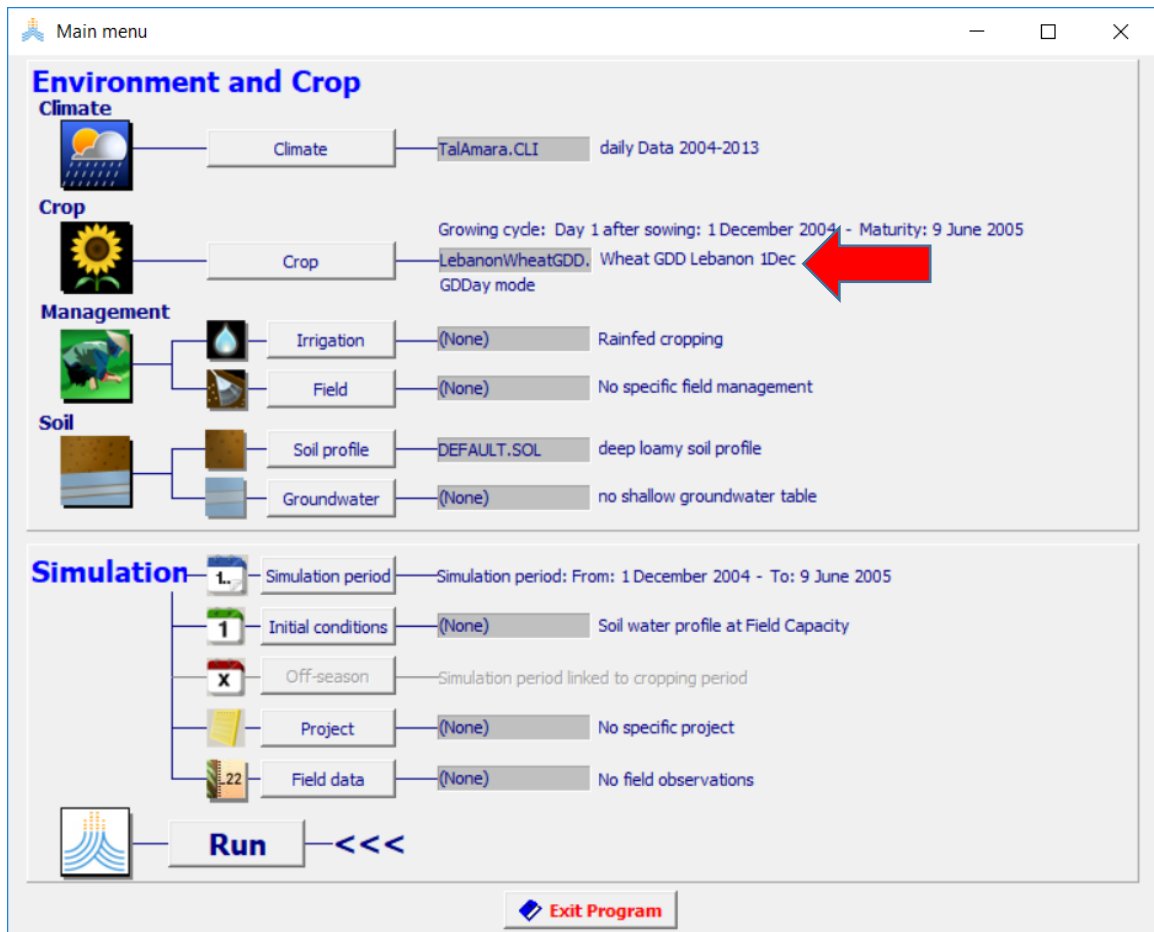 Main menu
Environment and Crop
Climate
Climate TalAmara.CLI daily Data 2004-2013
Crop
Growing cycle: Day 1 after sowing: 1 December 2004 - Maturity: 9 June 2005
Crop LebanonWheatGDD. Wheat GDD Lebanon 1Dec
GDDay mode
Management
Irrigation (None) Rainfed cropping
Field (None) No specific field management
Soil
Soil profile DEFAULT.SOL deep loamy soil profile
Groundwater (None) no shallow groundwater table
Simulation 1.. Simulation period Simulation period: From: 1 December 2004 - To: 9 June 2005
1 Initial conditions (None) Soil water profile at Field Capacity
x Off-season Simulation period linked to cropping period
Project (None) No specific project
.22 Field data (None) No field observations
Run <<<
Exit Program